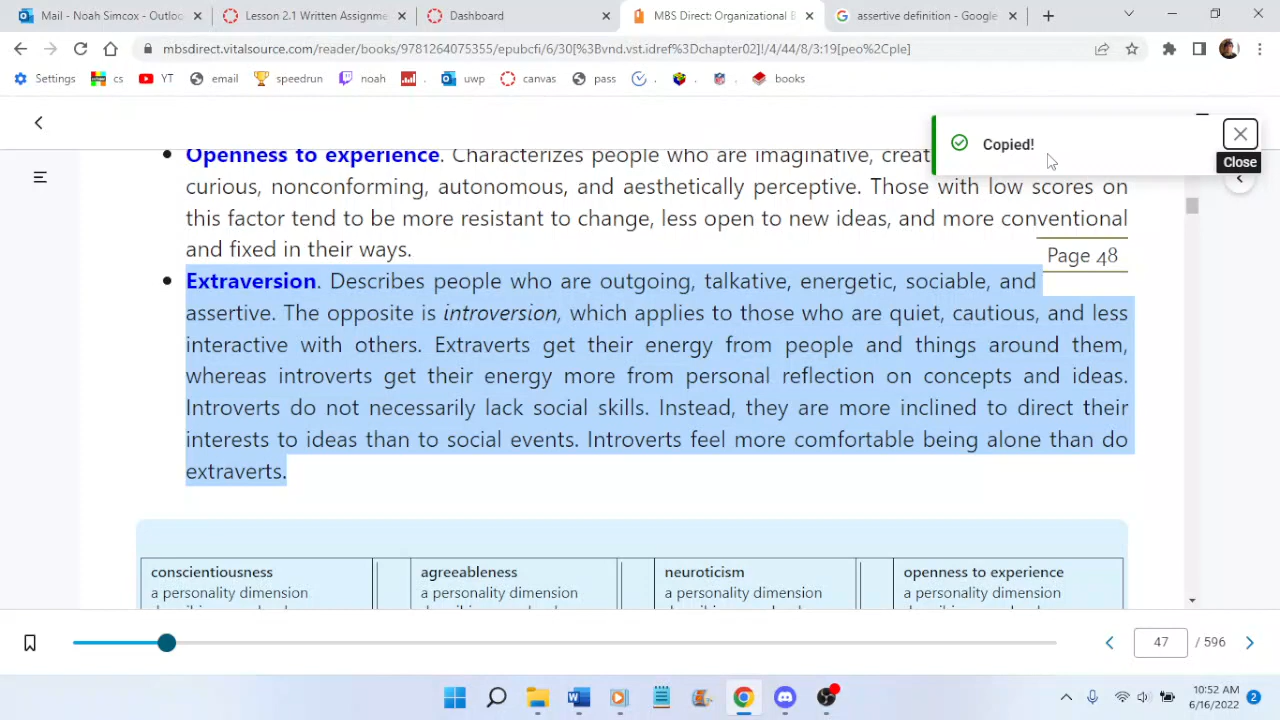 Mail - Noah Simcox - Outloo
Lesson 2.1 Written Assignme
Dashboard
MBS Direct: Organizational B
assertive definition - Google
mbsdirect.vitalsource.com/reader/books/9781264075355/epubcfi/6/30[%3Bvnd.vst.idref%3Dchapter02]!/4/44/6/3:19[peo%2Cple]
Settings
cs
YT
email
speedrun
noah
.
uwp
canvas
pass
.
.
.
books
Copied!
Close
Openness to experience. Characterizes people who are imaginative, creat
curious, nonconforming, autonomous, and aesthetically perceptive. Those with low scores on
this factor tend to be more resistant to change, less open to new ideas, and more conventional
and fixed in their ways.
Page 48
Extraversion. Describes people who are outgoing, talkative, energetic, sociable, and
assertive. The opposite is introversion, which applies to those who are quiet, cautious, and less
interactive with others. Extraverts get their energy from people and things around them,
whereas introverts get their energy more from personal reflection on concepts and ideas.
Introverts do not necessarily lack social skills. Instead, they are more inclined to direct their
interests to ideas than to social events. Introverts feel more comfortable being alone than do
extraverts.
conscientiousness
a personality dimension
agreeableness
a personality dimension
neuroticism
a personality dimension
openness to experience
a personality dimension
47 / 596
10:52 AM
6/16/2022
2